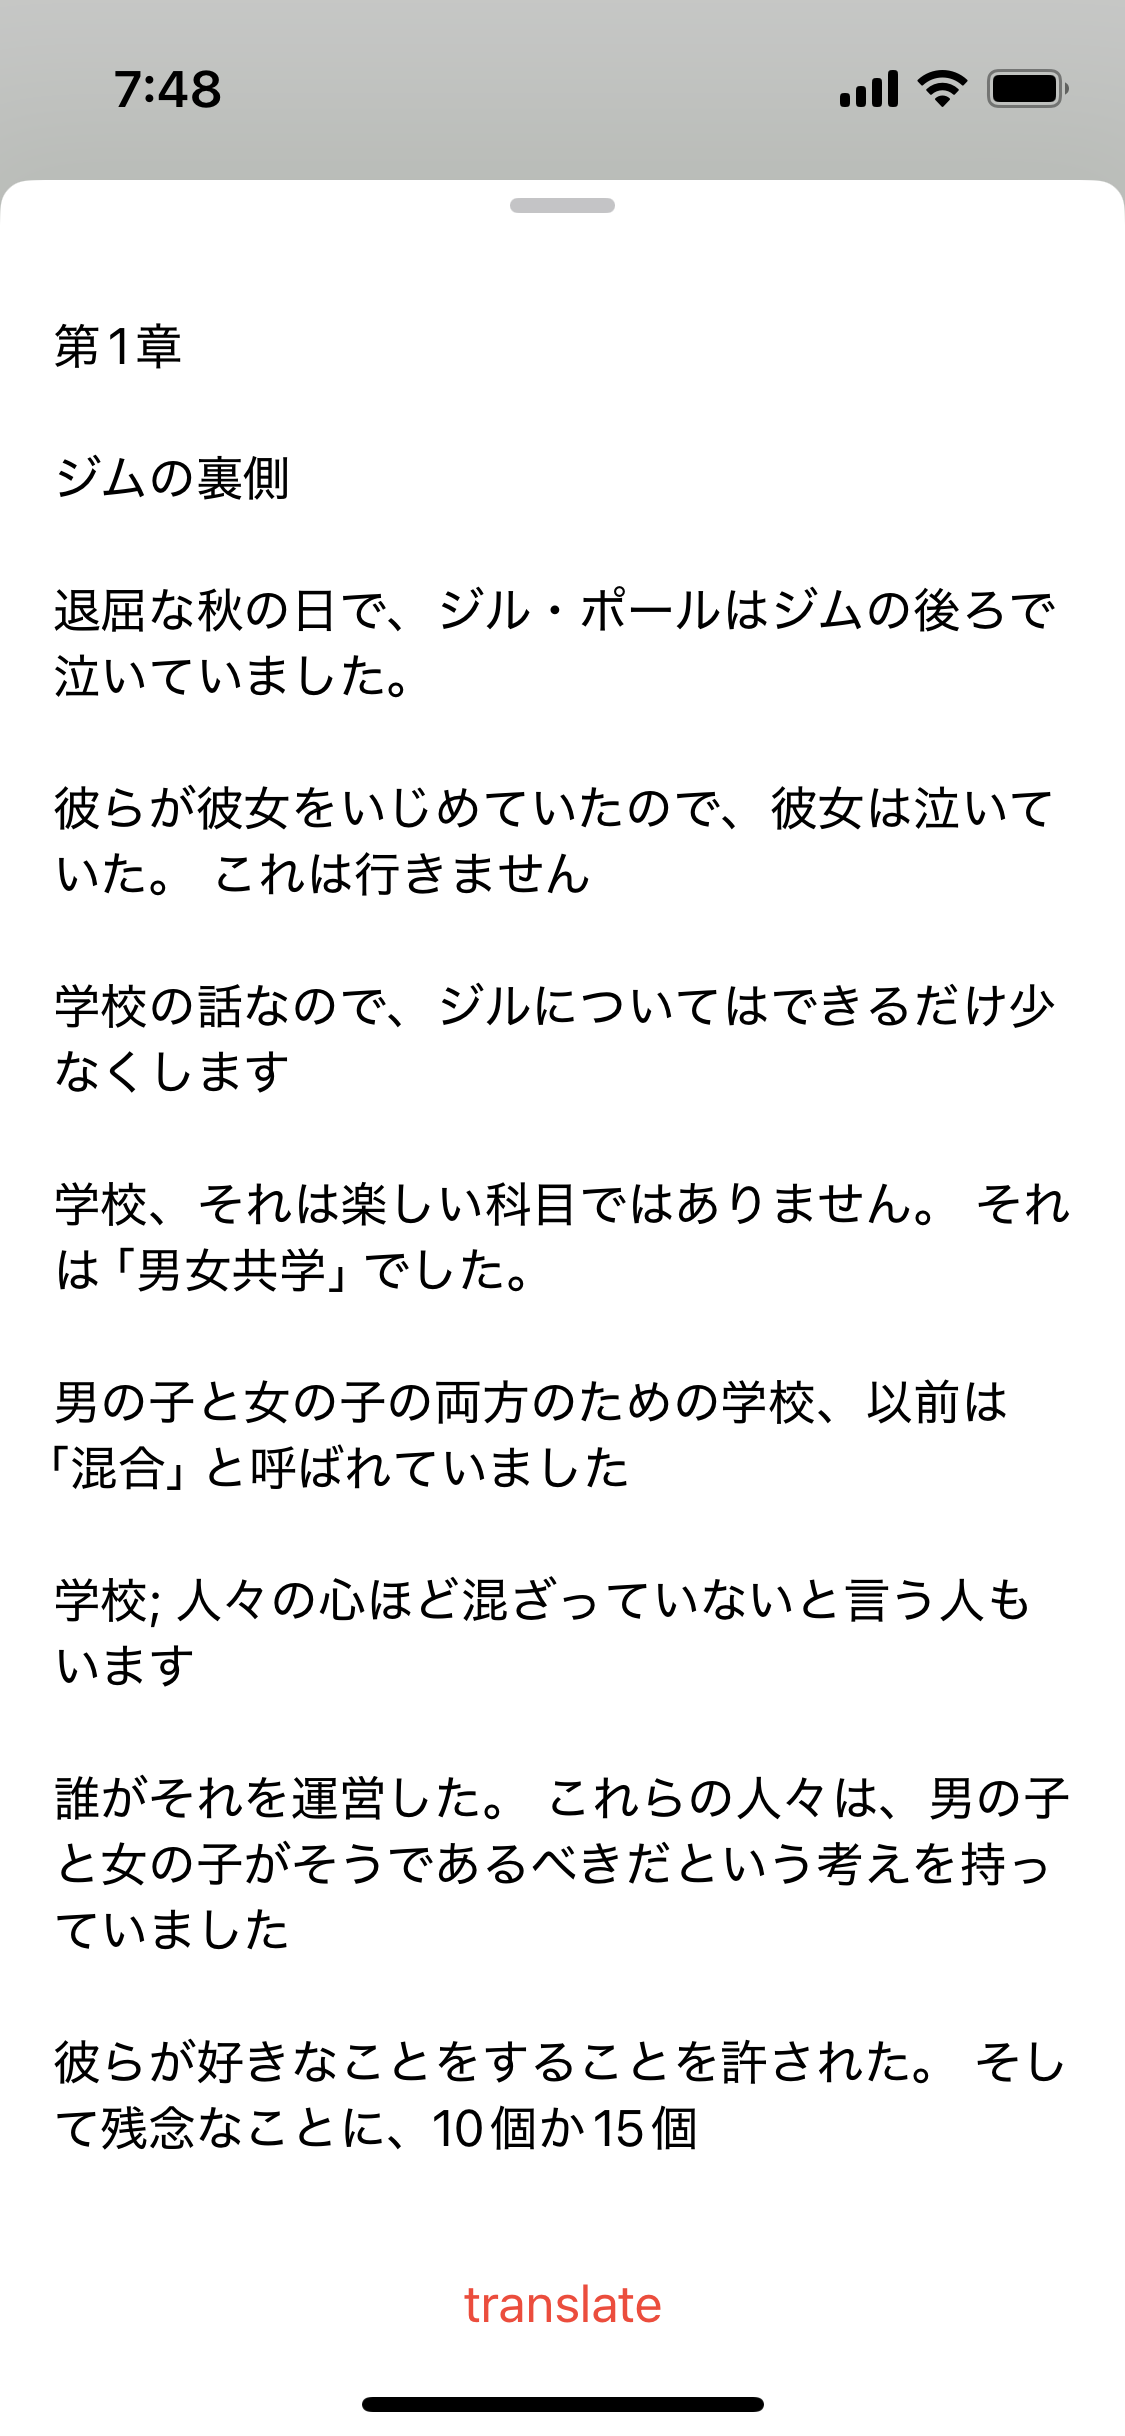 7:48
第1章
ジムの裏側
退屈な秋の日で、ジル・ポールはジムの後ろで
泣いていました。
彼らが彼女をいじめていたので、彼女は泣いて
いた。 これは行きません
学校の話なので、ジルについてはできるだけ少
なくします
学校、それは楽しい科目ではありません。 それ
は「男女共学」でした。
男の子と女の子の両方のための学校、以前は
「混合」と呼ばれていました
学校; 人々の心ほど混ざっていないと言う人も
います
誰がそれを運営した。 これらの人々は、男の子
と女の子がそうであるべきだという考えを持っ
ていました
彼らが好きなことをすることを許された。 そし
て残念なことに、10個か15個
translate